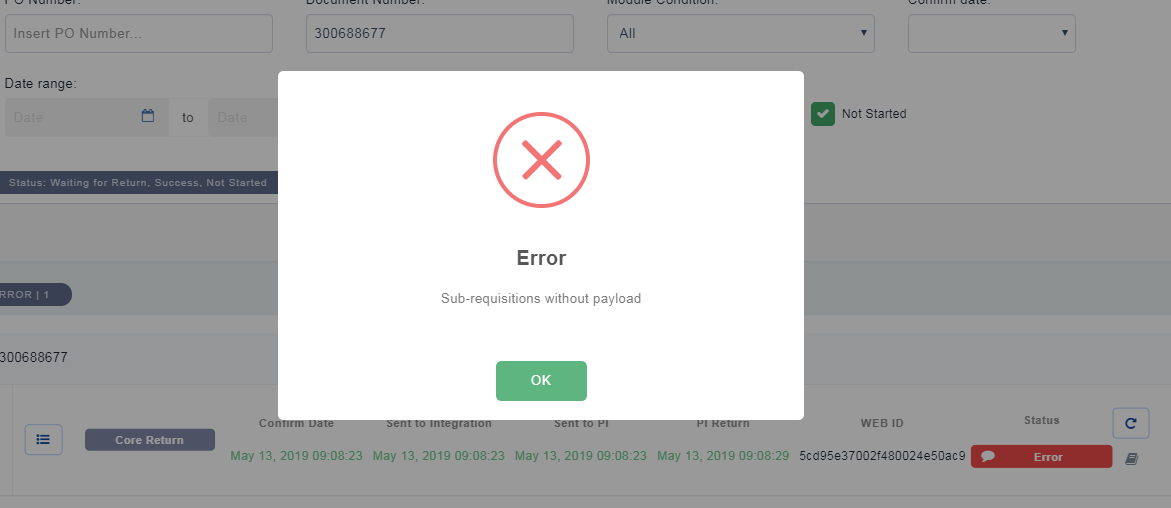 PO Number:
Document Number:
Module Condition:
Confirm date:
Insert PO Number...
300688677
All
Date range:
Date
to
Date
Not Started
Status: Waiting for Return, Success, Not Started
Error
Sub-requisitions without payload
OK
RROR | 1
300688677
Core Return
Confirm Date
Sent to Integration
Sent to PI
PI Return
WEB ID
Status
May 13, 2019 09:08:23
May 13, 2019 09:08:23
May 13, 2019 09:08:23
May 13, 2019 09:08:29
5cd95e37002f480024e50ac9
Error